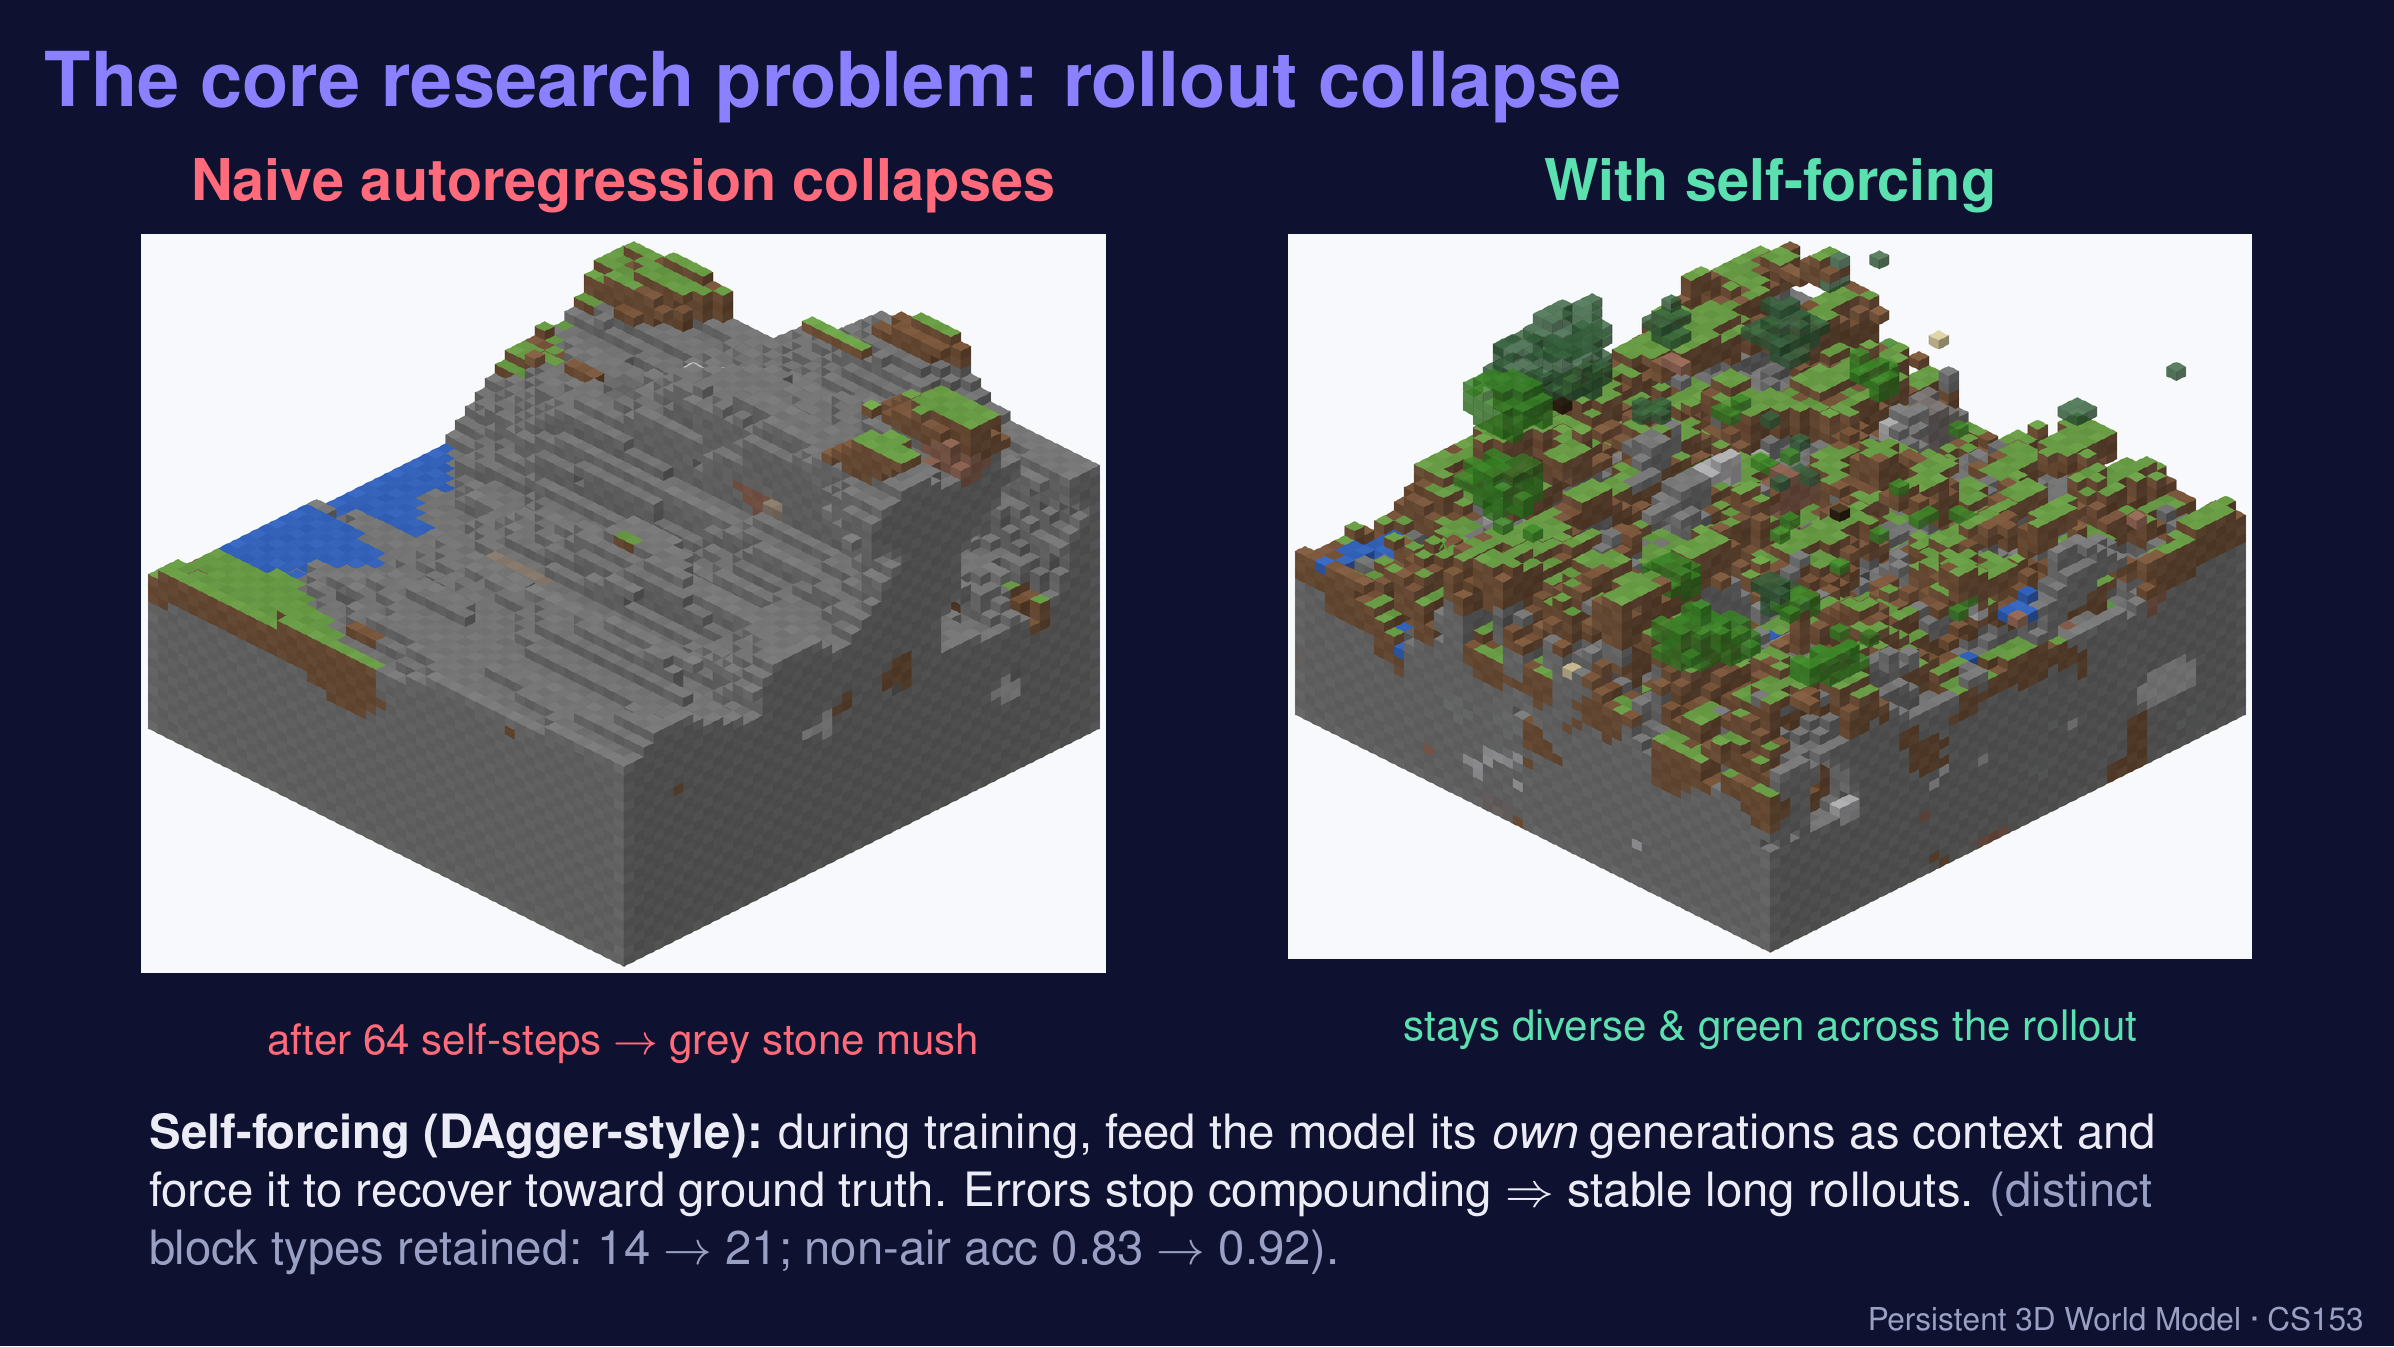 The core research problem: rollout collapse
Naive autoregression collapses
With self-forcing
after 64 self-steps → grey stone mush
stays diverse & green across the rollout
Self-forcing (DAgger-style): during training, feed the model its own generations as context and
force it to recover toward ground truth. Errors stop compounding ⇒ stable long rollouts. (distinct
block types retained: 14 → 21; non-air acc 0.83 → 0.92).
Persistent 3D World Model · CS153